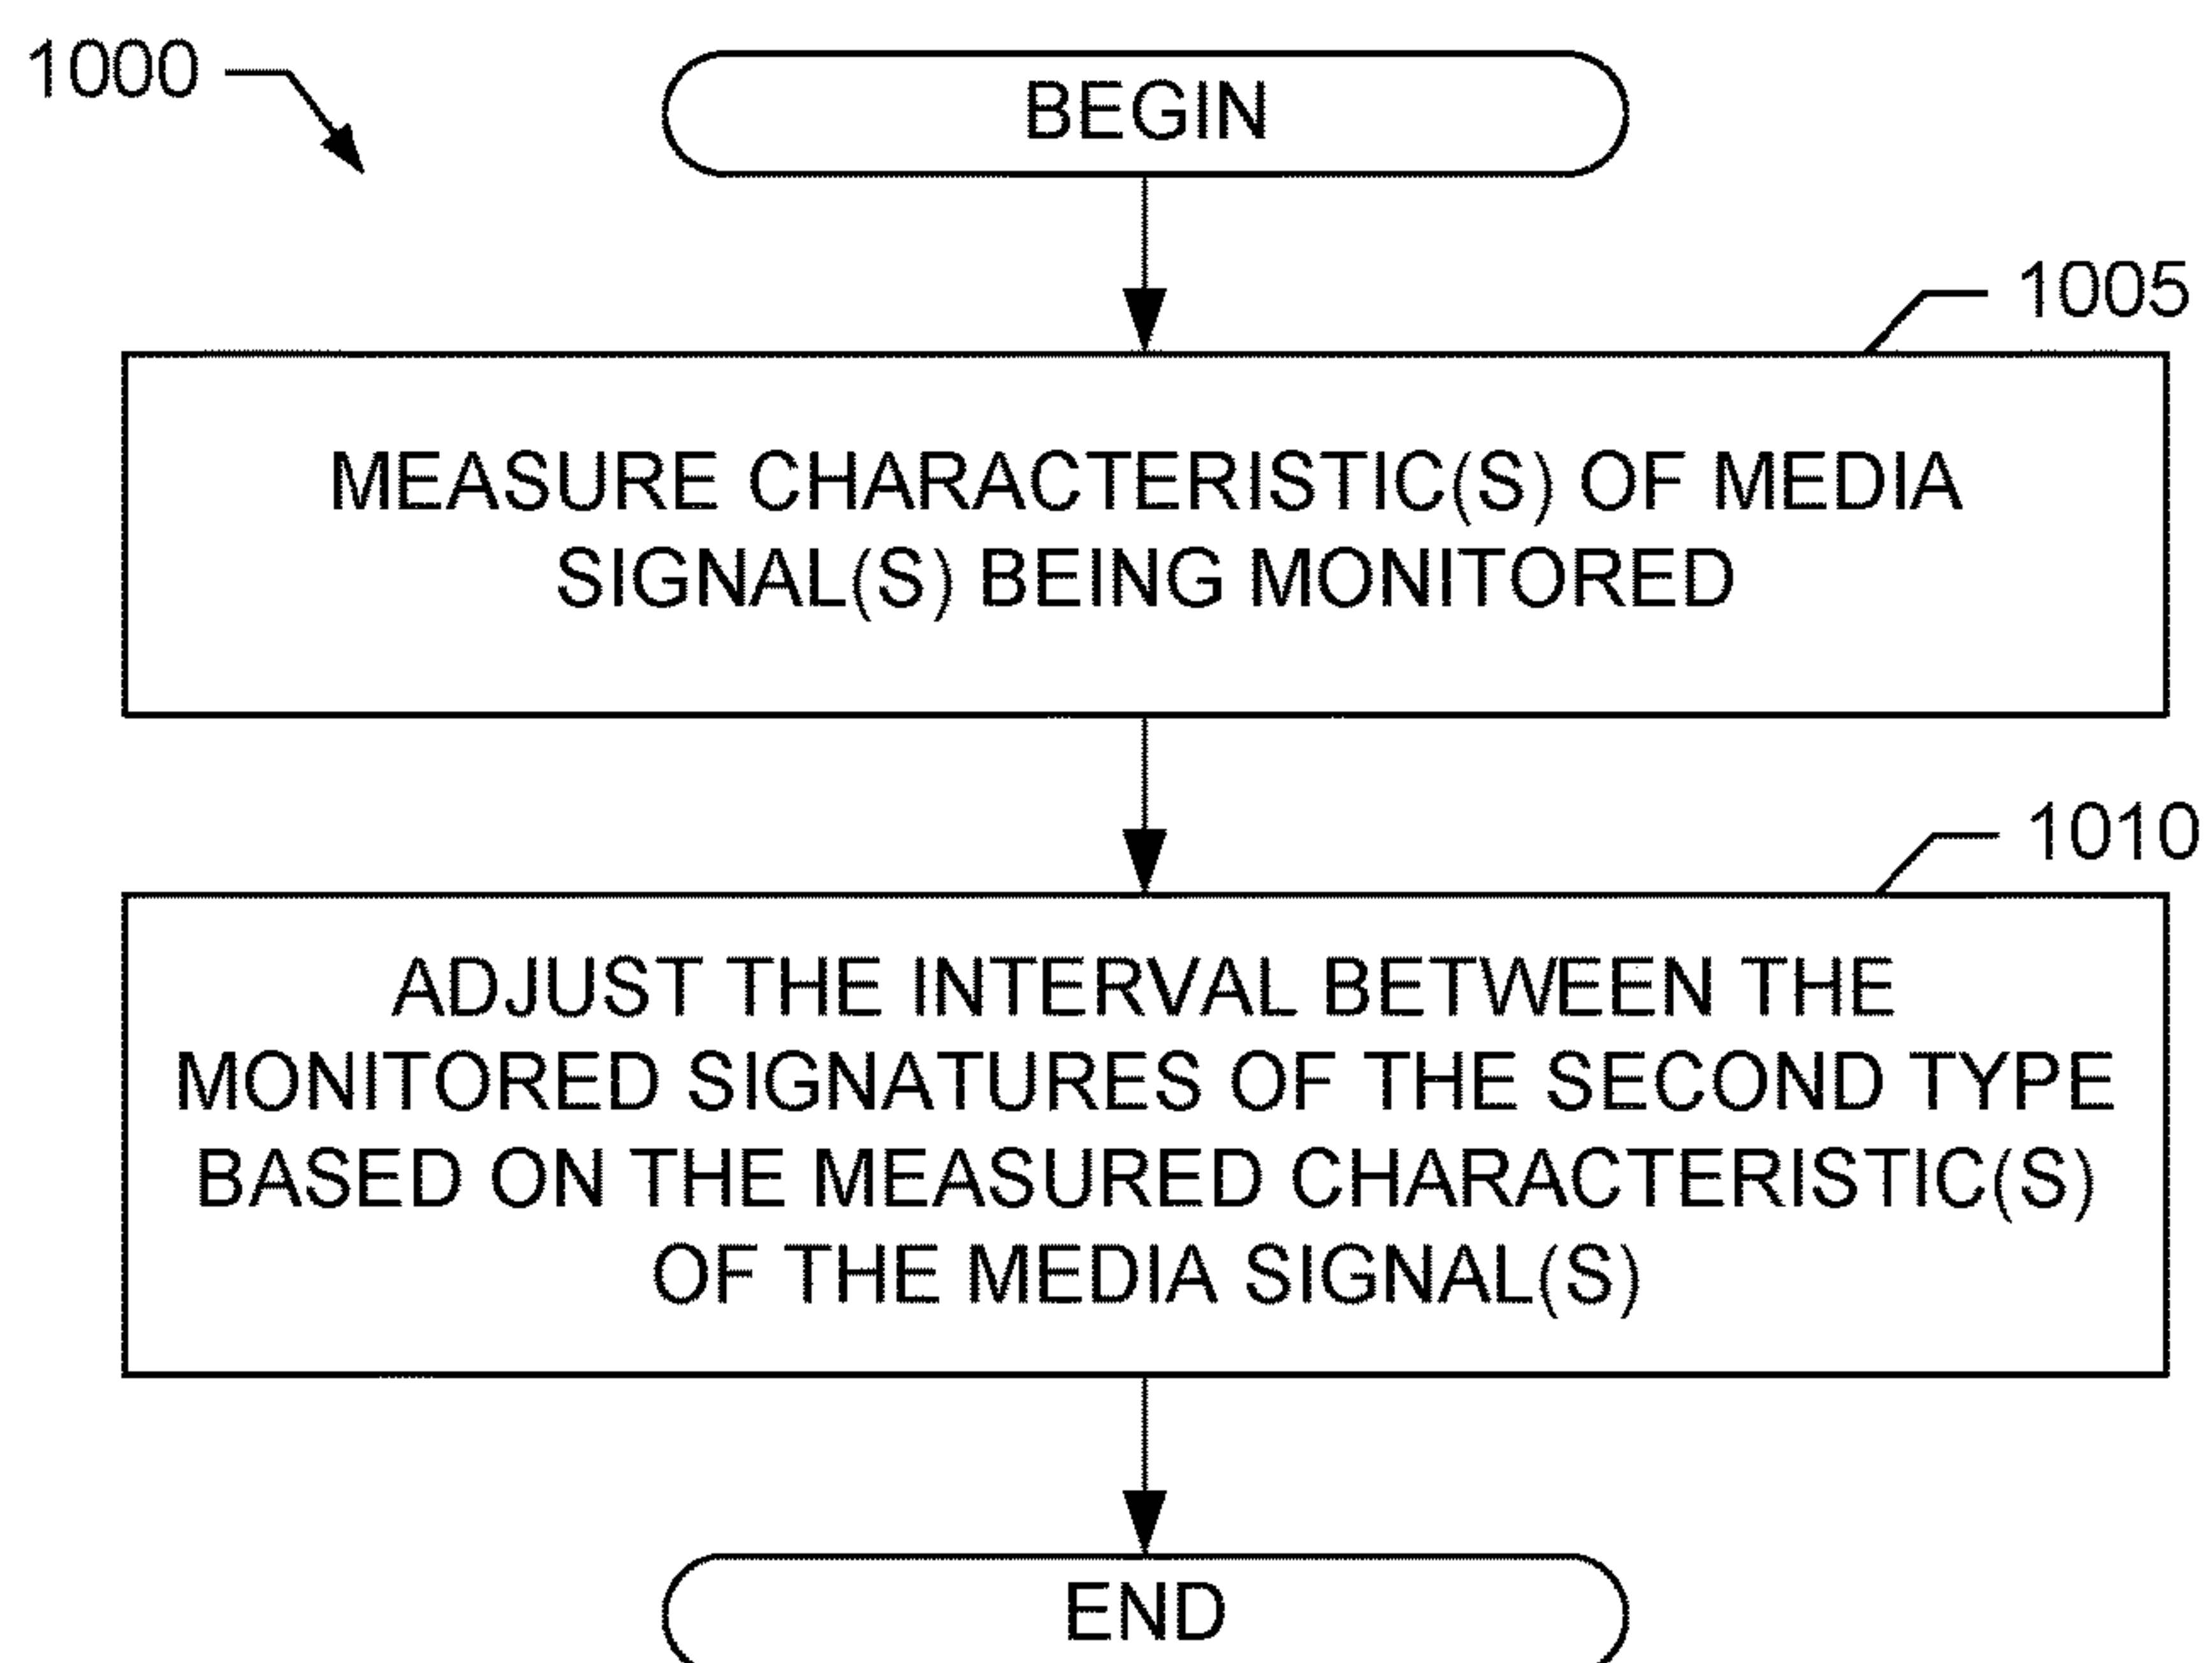 1000
BEGIN
1005
MEASURE CHARACTERISTIC(S) OF MEDIA
SIGNAL(S) BEING MONITORED
1010
ADJUST THE INTERVAL BETWEEN THE
MONITORED SIGNATURES OF THE SECOND TYPE
BASED ON THE MEASURED CHARACTERISTIC(S)
OF THE MEDIA SIGNAL(S)
END